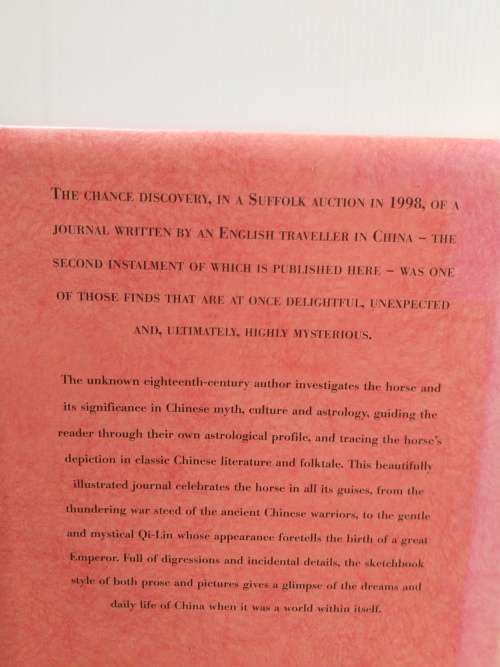 THE CHANCE DISCOVERY, IN A SUFFOLK AUCTION IN 1998, OF A
JOURNAL WRITTEN BY AN ENGLISH TRAVELLER IN CHINA – THE
SECOND INSTALMENT OF WHICH IS PUBLISHED HERE – WAS ONE
OF THOSE FINDS THAT ARE AT ONCE DELIGHTFUL, UNEXPECTED
AND, ULTIMATELY, HIGHLY MYSTERIOUS.
The unknown eighteenth-century author investigates the horse and
its significance in Chinese myth, culture and astrology, guiding the
reader through their own astrological profile, and tracing the horse's
depiction in classic Chinese literature and folktale. This beautifully
illustrated journal celebrates the horse in all its guises, from the
thundering war steed of the ancient Chinese warriors, to the gentle
and mystical Qi-Lin whose appearance foretells the birth of a great
Emperor. Full of digressions and incidental details, the sketchbook
style of both prose and pictures gives a glimpse of the dreams and
daily life of China when it was a world within itself.